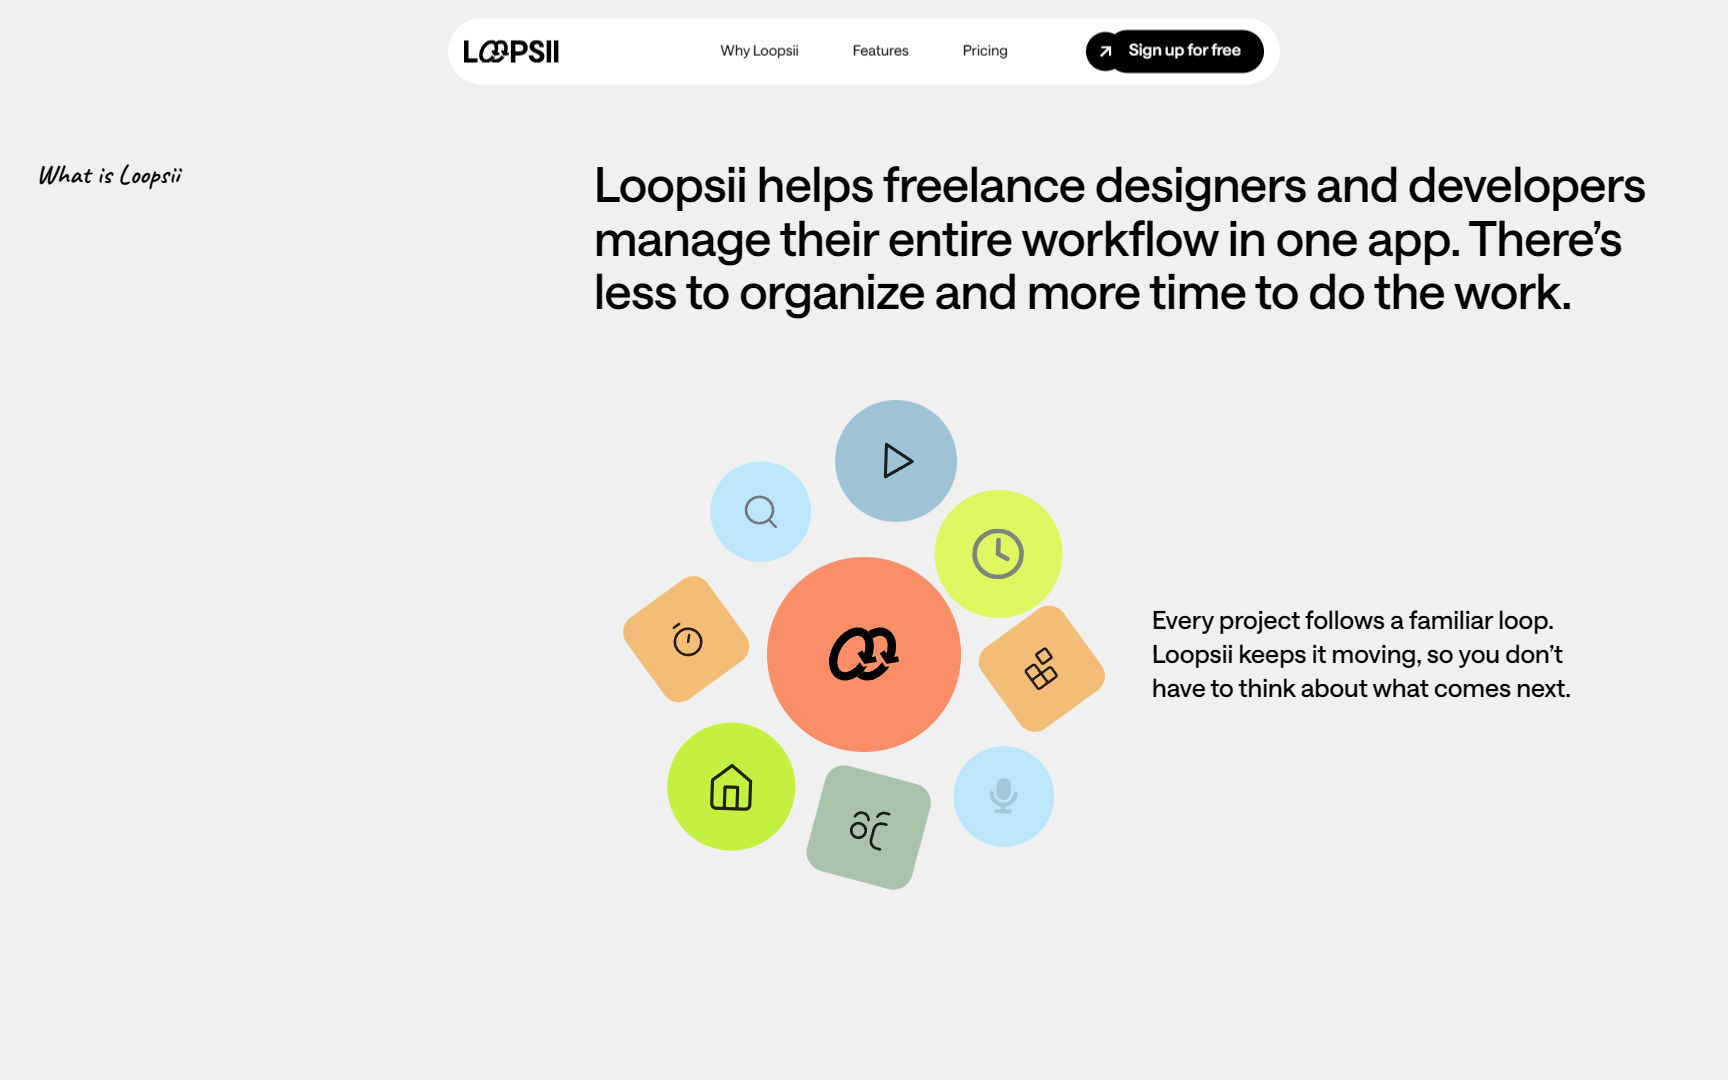 LOOPSII
Why Loopsii
Features
Pricing
Sign up for free
What is Loopsii
Loopsii helps freelance designers and developers
manage their entire workflow in one app. There’s
less to organize and more time to do the work.
Every project follows a familiar loop.
Loopsii keeps it moving, so you don’t
have to think about what comes next.